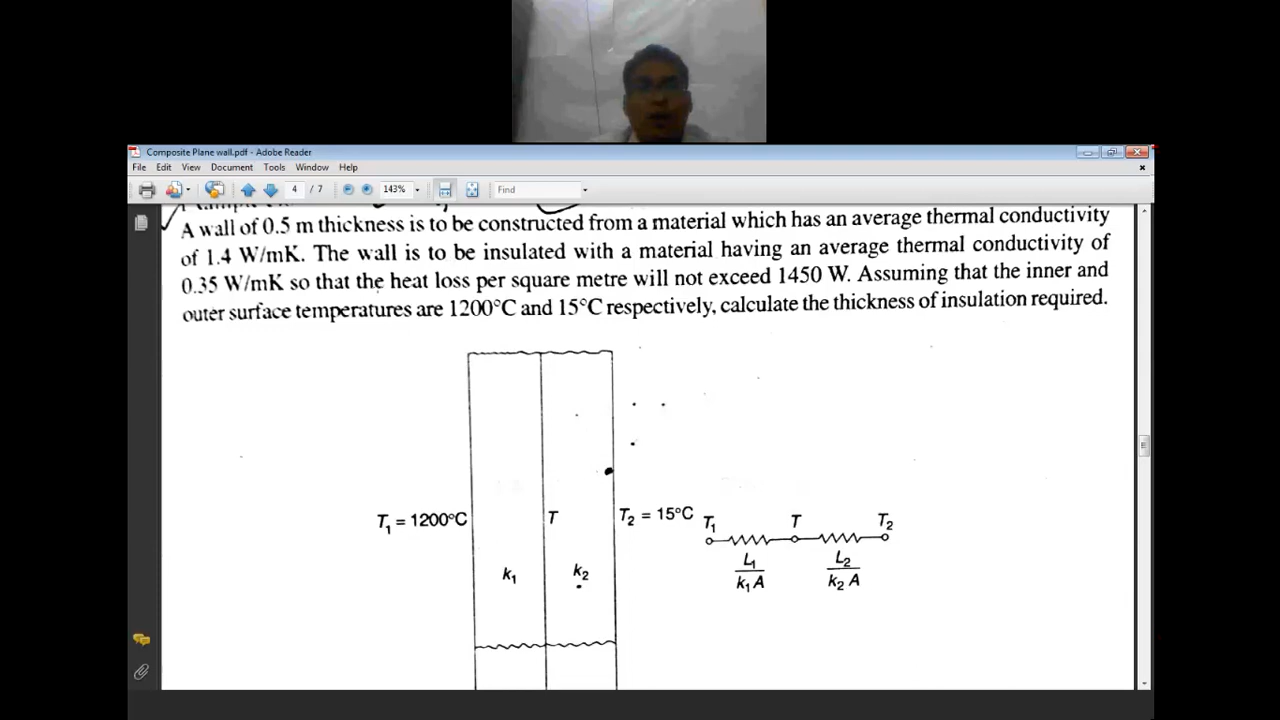 Composite Plane wall.pdf - Adobe Reader
File Edit View Document Tools Window Help
4 / 7 143% Find
A wall of 0.5 m thickness is to be constructed from a material which has an average thermal conductivity
of 1.4 W/mK. The wall is to be insulated with a material having an average thermal conductivity of
0.35 W/mK so that the heat loss per square metre will not exceed 1450 W. Assuming that the inner and
outer surface temperatures are 1200°C and 15°C respectively, calculate the thickness of insulation required.
T₁ = 1200°C
T
T₂ = 15°C
k₁
k₂
T₁ T T₂
L₁
k₁ A
L₂
k₂ A